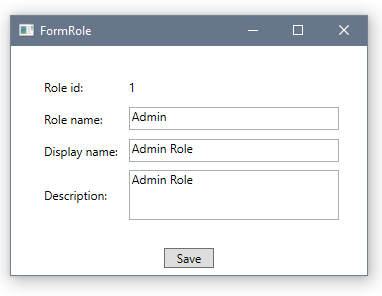 FormRole
Role id: 1
Role name: Admin
Display name: Admin Role
Description: Admin Role
Save